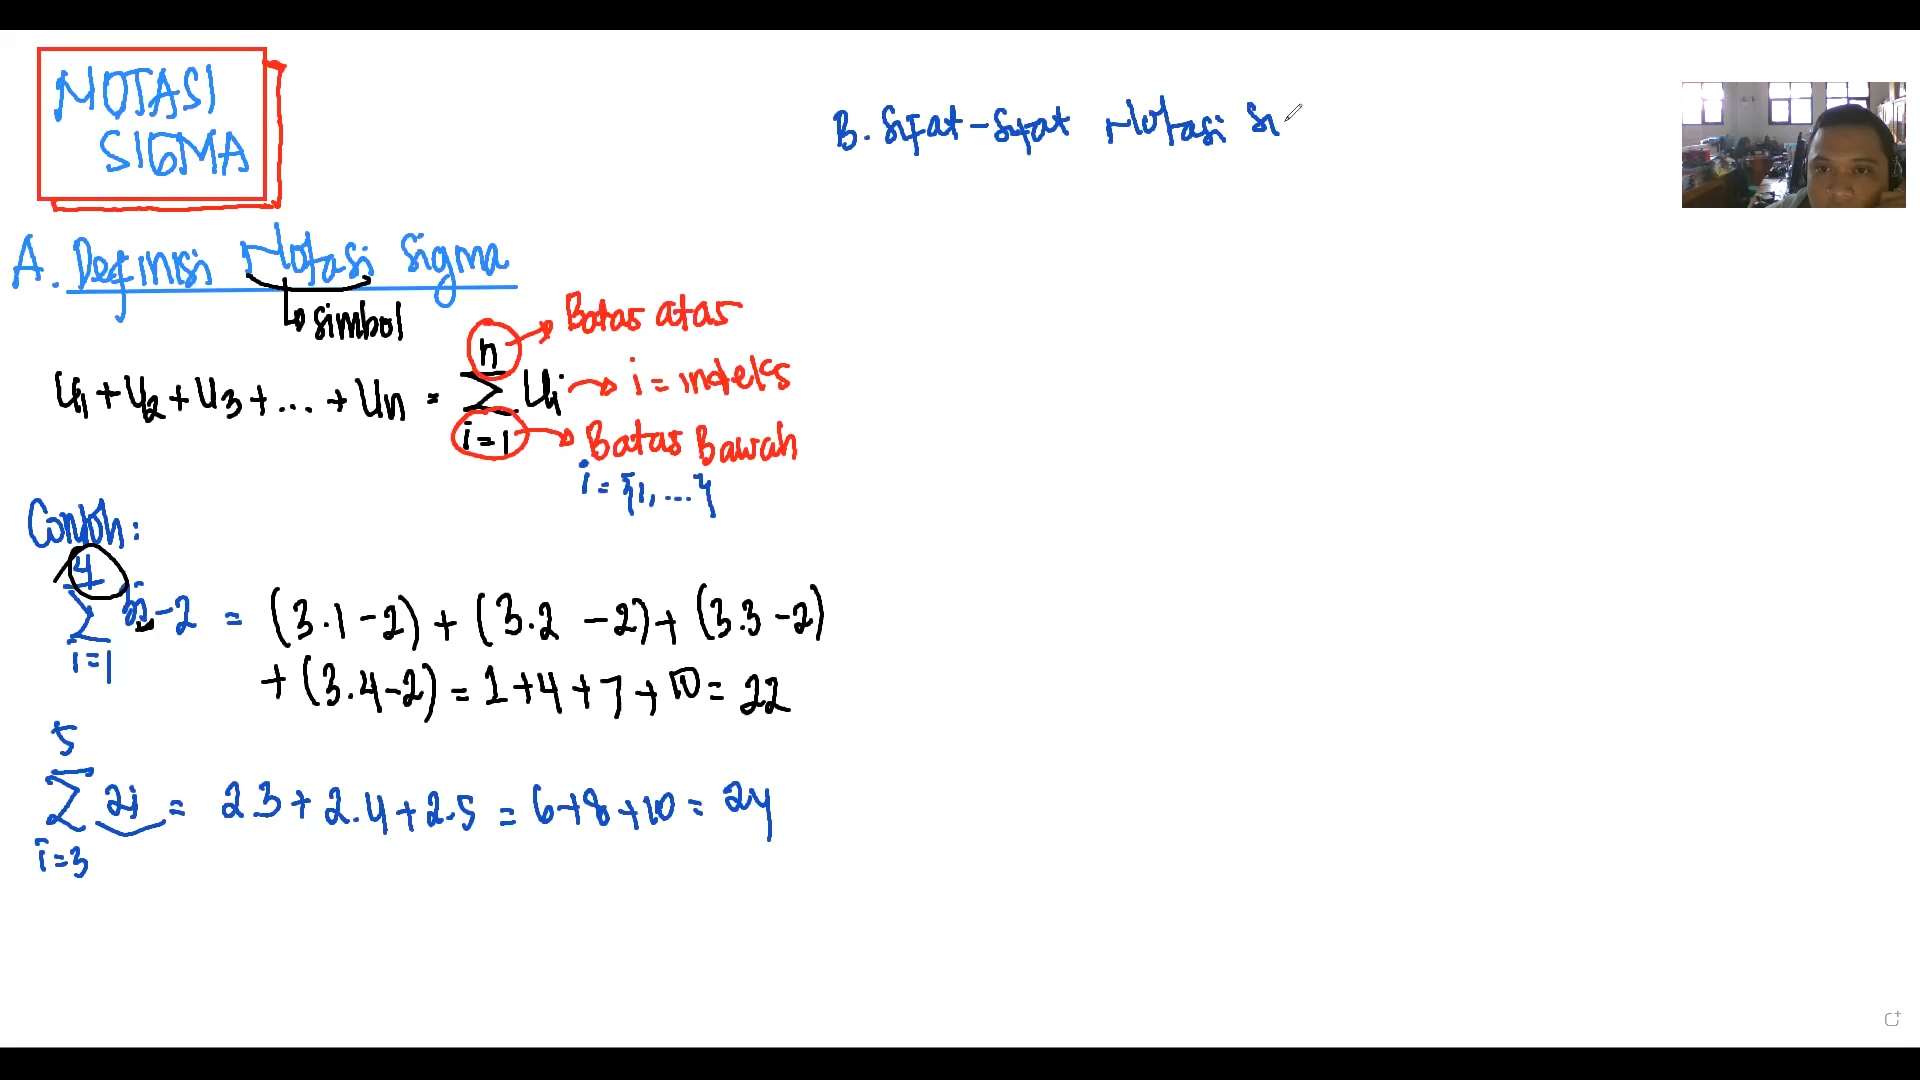 NOTASI
SIGMA
A. Definisi Notasi Sigma
simbol
U1 + U2 + U3 + ... + Un = n Σ i=1 Ui
Batas atas
i = indeks
Batas Bawah
i = {1, ...}
Contoh:
4 Σ i=1 3i - 2 = (3.1 - 2) + (3.2 - 2) + (3.3 - 2)
+ (3.4 - 2) = 1 + 4 + 7 + 10 = 22
5 Σ i=3 2i = 2.3 + 2.4 + 2.5 = 6 + 8 + 10 = 24
B. Sifat - Sifat Notasi Si